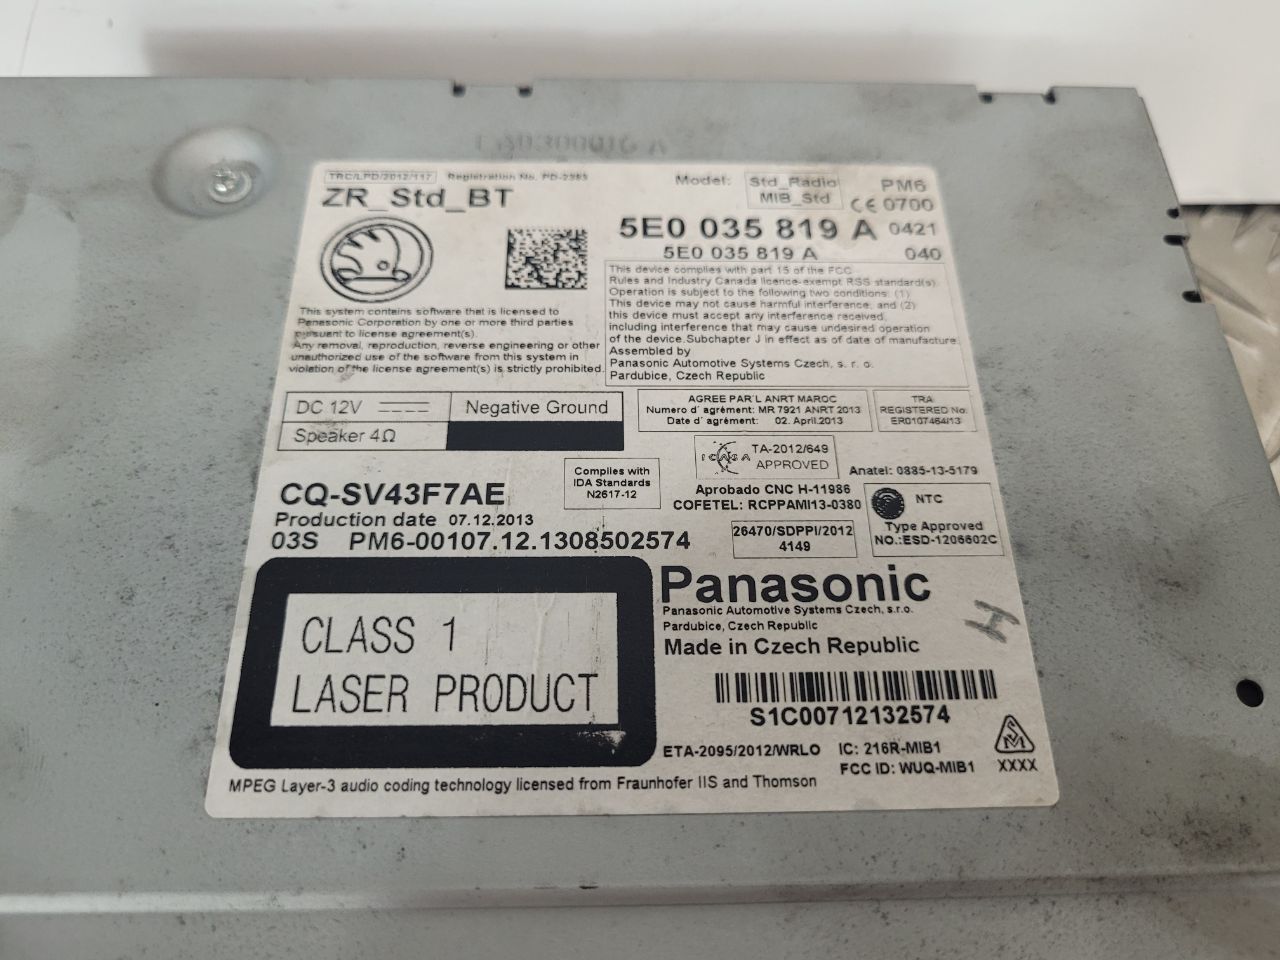 TRC/LPD/2012/117 Registration No. PD-2353
ZR_Std_BT
Model: Std_Radio
MIB_Std
PM6
CE 0700
5E0 035 819 A 0421
5E0 035 819 A 040
This system contains software that is licensed to
Panasonic Corporation by one or more third parties
pursuant to license agreement(s).
Any removal, reproduction, reverse engineering or other
unauthorized use of the software from this system in
violation of the license agreement(s) is strictly prohibited.
This device complies with part 15 of the FCC
Rules and Industry Canada licence-exempt RSS standard(s).
Operation is subject to the following two conditions: (1)
This device may not cause harmful interference, and (2)
this device must accept any interference received,
including interference that may cause undesired operation
of the device.Subchapter J in effect as of date of manufacture.
Assembled by
Panasonic Automotive Systems Czech, s. r. o.
Pardubice, Czech Republic
DC 12V
Negative Ground
Speaker 4Ω
AGREE PAR'L ANRT MAROC
Numero d' agrément: MR 7921 ANRT 2013
Date d' agrément: 02. April.2013
TRA
REGISTERED No.
ER0107464/13
ICASA TA-2012/649
APPROVED
Anatel: 0885-13-5179
Complies with
IDA Standards
N2617-12
Aprobado CNC H-11986
COFETEL: RCPPAMI13-0380
NTC
Type Approved
NO.:ESD-1206602C
26470/SDPPI/2012
4149
CQ-SV43F7AE
Production date 07.12.2013
03S PM6-00107.12.1308502574
CLASS 1
LASER PRODUCT
Panasonic
Panasonic Automotive Systems Czech, s.r.o.
Pardubice, Czech Republic
Made in Czech Republic
S1C00712132574
ETA-2095/2012/WRLO IC: 216R-MIB1
FCC ID: WUQ-MIB1
XXXX
MPEG Layer-3 audio coding technology licensed from Fraunhofer IIS and Thomson